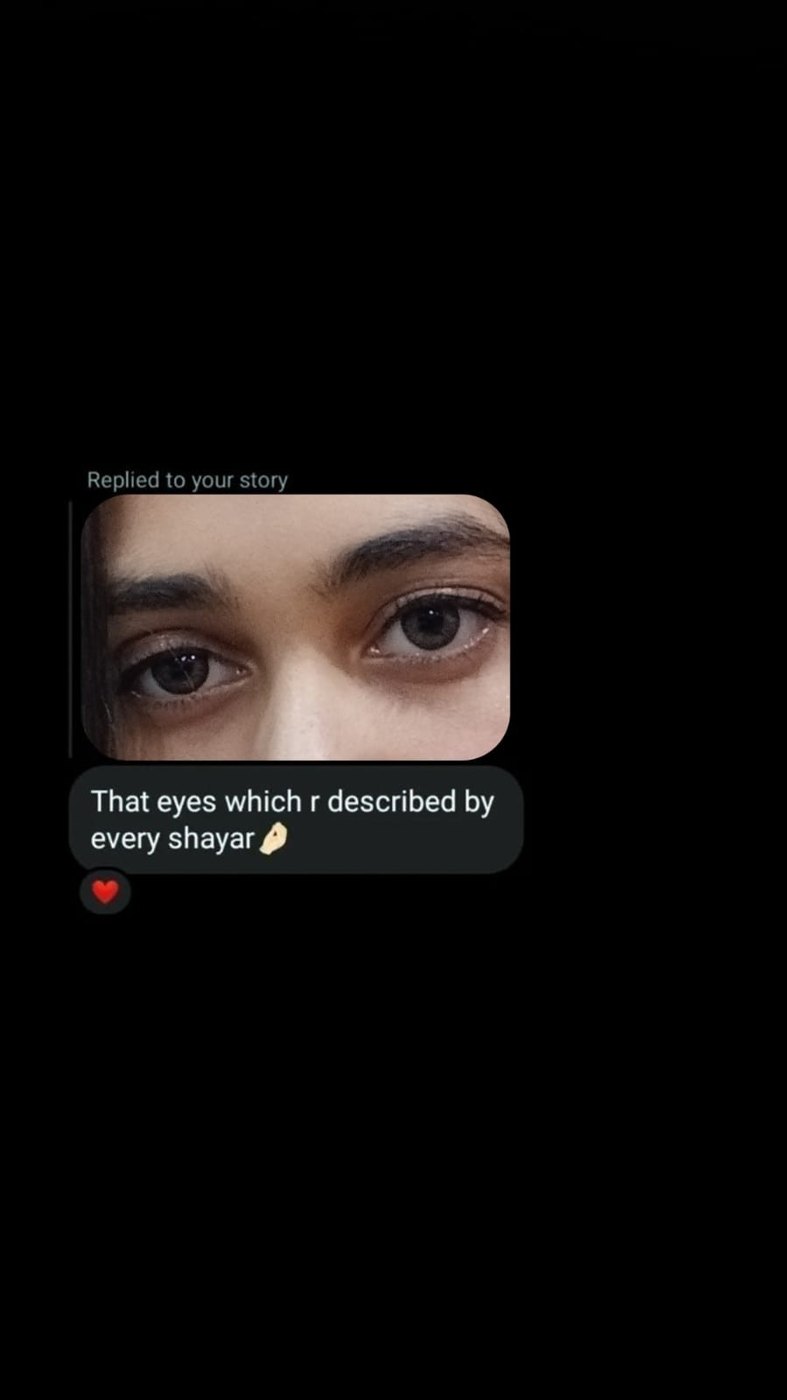 Replied to your story
That eyes which r described by
every shayar🤌🏻
❤️